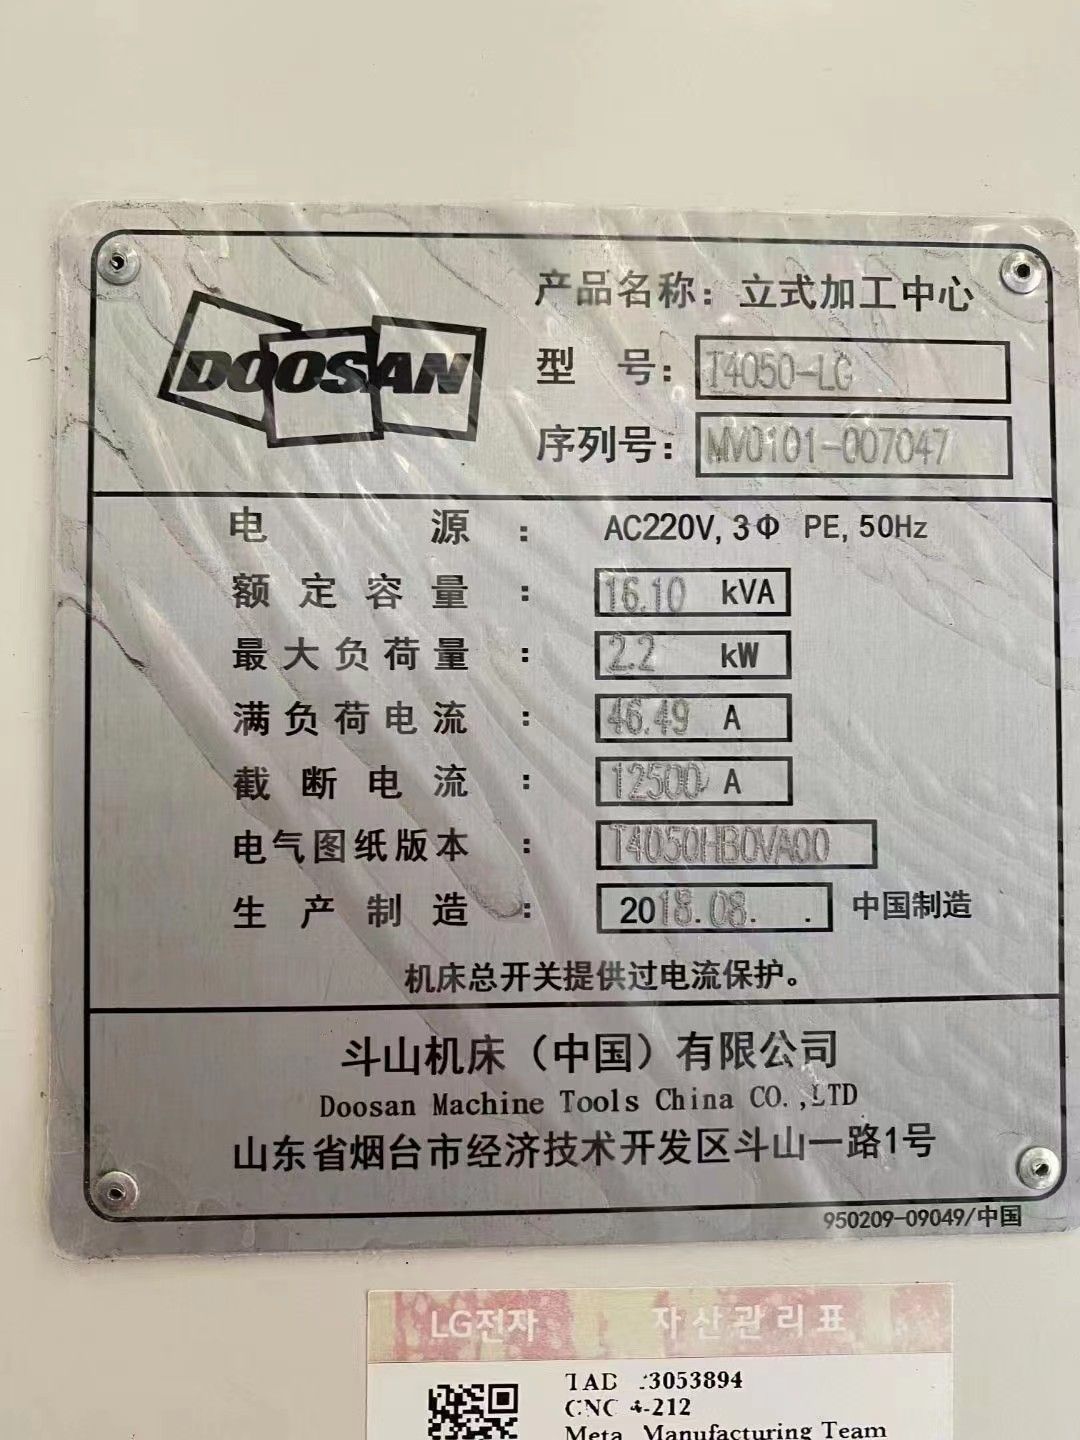 DOOSAN
产品名称：立式加工中心
型 号：T4050-LG
序列号：MV0101-007047
电 源 ： AC220V, 3Φ PE, 50Hz
额定容量 ： 16.10 kVA
最大负荷量 ： 2.2 kW
满负荷电流 ： 46.49 A
截断电流 ： 12500 A
电气图纸版本 ： T4050HB0VA00
生产制造 ： 2018.08. . 中国制造
机床总开关提供过电流保护。
斗山机床（中国）有限公司
Doosan Machine Tools China CO.,LTD
山东省烟台市经济技术开发区斗山一路1号
950209-09049/中国
LG전자 자산관리표
3053894
-212
Manufacturing Team